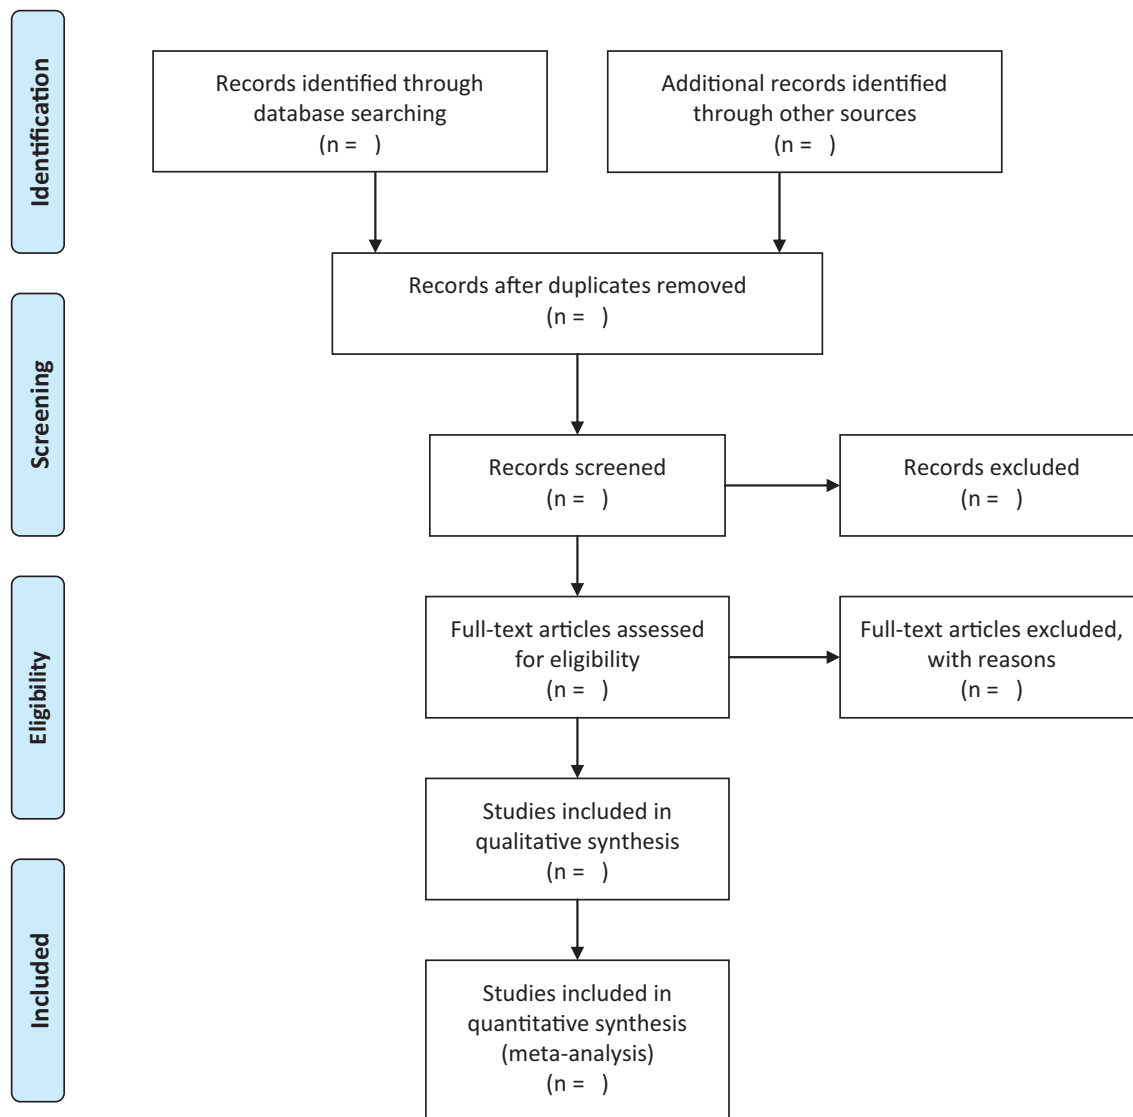 Identification
Records identified through
database searching
(n =   )
Additional records identified
through other sources
(n =   )
Records after duplicates removed
(n =   )
Screening
Records screened
(n =   )
Records excluded
(n =   )
Eligibility
Full-text articles assessed
for eligibility
(n =   )
Full-text articles excluded,
with reasons
(n =   )
Studies included in
qualitative synthesis
(n =   )
Included
Studies included in
quantitative synthesis
(meta-analysis)
(n =   )